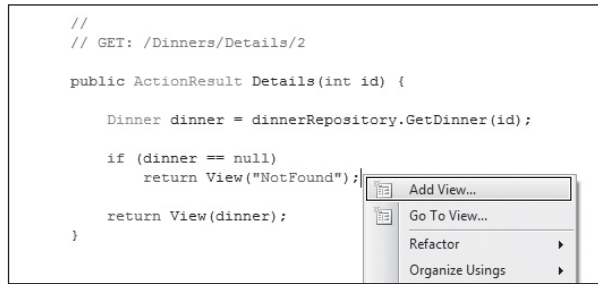 //
// GET: /Dinners/Details/2
public ActionResult Details(int id) {
Dinner dinner = dinnerRepository.GetDinner(id);
if (dinner == null)
return View("NotFound");
return View(dinner);
}
Add View...
Go To View...
Refactor
Organize Usings